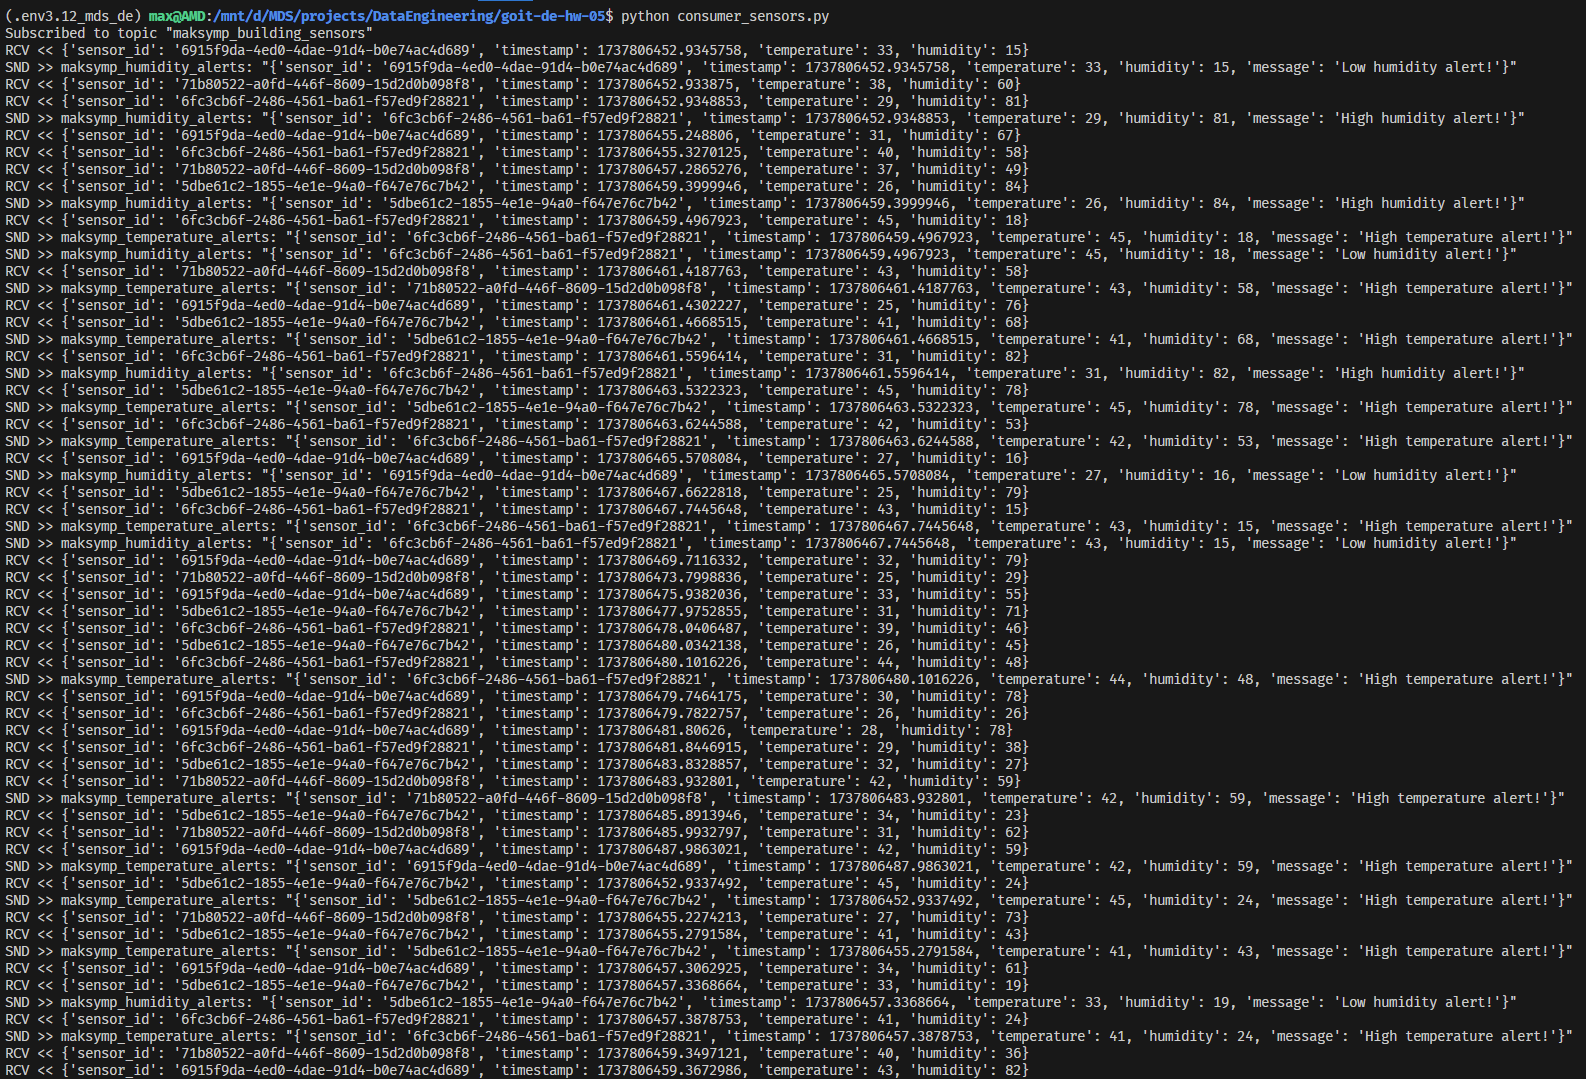 (.env3.12_mds_de) max@AMD:/mnt/d/MDS/projects/DataEngineering/goit-de-hw-05$ python consumer_sensors.py
Subscribed to topic "maksymp_building_sensors"
RCV << {'sensor_id': '6915f9da-4ed0-4dae-91d4-b0e74ac4d689', 'timestamp': 1737806452.9345758, 'temperature': 33, 'humidity': 15}
SND >> maksymp_humidity_alerts: "{'sensor_id': '6915f9da-4ed0-4dae-91d4-b0e74ac4d689', 'timestamp': 1737806452.9345758, 'temperature': 33, 'humidity': 15, 'message': 'Low humidity alert!'}"
RCV << {'sensor_id': '71b80522-a0fd-446f-8609-15d2d0b098f8', 'timestamp': 1737806452.933875, 'temperature': 38, 'humidity': 60}
RCV << {'sensor_id': '6fc3cb6f-2486-4561-ba61-f57ed9f28821', 'timestamp': 1737806452.9348853, 'temperature': 29, 'humidity': 81}
SND >> maksymp_humidity_alerts: "{'sensor_id': '6fc3cb6f-2486-4561-ba61-f57ed9f28821', 'timestamp': 1737806452.9348853, 'temperature': 29, 'humidity': 81, 'message': 'High humidity alert!'}"
RCV << {'sensor_id': '6915f9da-4ed0-4dae-91d4-b0e74ac4d689', 'timestamp': 1737806455.248806, 'temperature': 31, 'humidity': 67}
RCV << {'sensor_id': '6fc3cb6f-2486-4561-ba61-f57ed9f28821', 'timestamp': 1737806455.3270125, 'temperature': 40, 'humidity': 58}
RCV << {'sensor_id': '71b80522-a0fd-446f-8609-15d2d0b098f8', 'timestamp': 1737806457.2865276, 'temperature': 37, 'humidity': 49}
RCV << {'sensor_id': '5dbe61c2-1855-4e1e-94a0-f647e76c7b42', 'timestamp': 1737806459.3999946, 'temperature': 26, 'humidity': 84}
SND >> maksymp_humidity_alerts: "{'sensor_id': '5dbe61c2-1855-4e1e-94a0-f647e76c7b42', 'timestamp': 1737806459.3999946, 'temperature': 26, 'humidity': 84, 'message': 'High humidity alert!'}"
RCV << {'sensor_id': '6fc3cb6f-2486-4561-ba61-f57ed9f28821', 'timestamp': 1737806459.4967923, 'temperature': 45, 'humidity': 18}
SND >> maksymp_temperature_alerts: "{'sensor_id': '6fc3cb6f-2486-4561-ba61-f57ed9f28821', 'timestamp': 1737806459.4967923, 'temperature': 45, 'humidity': 18, 'message': 'High temperature alert!'}"
SND >> maksymp_humidity_alerts: "{'sensor_id': '6fc3cb6f-2486-4561-ba61-f57ed9f28821', 'timestamp': 1737806459.4967923, 'temperature': 45, 'humidity': 18, 'message': 'Low humidity alert!'}"
RCV << {'sensor_id': '71b80522-a0fd-446f-8609-15d2d0b098f8', 'timestamp': 1737806461.4187763, 'temperature': 43, 'humidity': 58}
SND >> maksymp_temperature_alerts: "{'sensor_id': '71b80522-a0fd-446f-8609-15d2d0b098f8', 'timestamp': 1737806461.4187763, 'temperature': 43, 'humidity': 58, 'message': 'High temperature alert!'}"
RCV << {'sensor_id': '6915f9da-4ed0-4dae-91d4-b0e74ac4d689', 'timestamp': 1737806461.4302227, 'temperature': 25, 'humidity': 76}
RCV << {'sensor_id': '5dbe61c2-1855-4e1e-94a0-f647e76c7b42', 'timestamp': 1737806461.4668515, 'temperature': 41, 'humidity': 68}
SND >> maksymp_temperature_alerts: "{'sensor_id': '5dbe61c2-1855-4e1e-94a0-f647e76c7b42', 'timestamp': 1737806461.4668515, 'temperature': 41, 'humidity': 68, 'message': 'High temperature alert!'}"
RCV << {'sensor_id': '6fc3cb6f-2486-4561-ba61-f57ed9f28821', 'timestamp': 1737806461.5596414, 'temperature': 31, 'humidity': 82}
SND >> maksymp_humidity_alerts: "{'sensor_id': '6fc3cb6f-2486-4561-ba61-f57ed9f28821', 'timestamp': 1737806461.5596414, 'temperature': 31, 'humidity': 82, 'message': 'High humidity alert!'}"
RCV << {'sensor_id': '5dbe61c2-1855-4e1e-94a0-f647e76c7b42', 'timestamp': 1737806463.5322323, 'temperature': 45, 'humidity': 78}
SND >> maksymp_temperature_alerts: "{'sensor_id': '5dbe61c2-1855-4e1e-94a0-f647e76c7b42', 'timestamp': 1737806463.5322323, 'temperature': 45, 'humidity': 78, 'message': 'High temperature alert!'}"
RCV << {'sensor_id': '6fc3cb6f-2486-4561-ba61-f57ed9f28821', 'timestamp': 1737806463.6244588, 'temperature': 42, 'humidity': 53}
SND >> maksymp_temperature_alerts: "{'sensor_id': '6fc3cb6f-2486-4561-ba61-f57ed9f28821', 'timestamp': 1737806463.6244588, 'temperature': 42, 'humidity': 53, 'message': 'High temperature alert!'}"
RCV << {'sensor_id': '6915f9da-4ed0-4dae-91d4-b0e74ac4d689', 'timestamp': 1737806465.5708084, 'temperature': 27, 'humidity': 16}
SND >> maksymp_humidity_alerts: "{'sensor_id': '6915f9da-4ed0-4dae-91d4-b0e74ac4d689', 'timestamp': 1737806465.5708084, 'temperature': 27, 'humidity': 16, 'message': 'Low humidity alert!'}"
RCV << {'sensor_id': '5dbe61c2-1855-4e1e-94a0-f647e76c7b42', 'timestamp': 1737806467.6622818, 'temperature': 25, 'humidity': 79}
RCV << {'sensor_id': '6fc3cb6f-2486-4561-ba61-f57ed9f28821', 'timestamp': 1737806467.7445648, 'temperature': 43, 'humidity': 15}
SND >> maksymp_temperature_alerts: "{'sensor_id': '6fc3cb6f-2486-4561-ba61-f57ed9f28821', 'timestamp': 1737806467.7445648, 'temperature': 43, 'humidity': 15, 'message': 'High temperature alert!'}"
SND >> maksymp_humidity_alerts: "{'sensor_id': '6fc3cb6f-2486-4561-ba61-f57ed9f28821', 'timestamp': 1737806467.7445648, 'temperature': 43, 'humidity': 15, 'message': 'Low humidity alert!'}"
RCV << {'sensor_id': '6915f9da-4ed0-4dae-91d4-b0e74ac4d689', 'timestamp': 1737806469.7116332, 'temperature': 32, 'humidity': 79}
RCV << {'sensor_id': '71b80522-a0fd-446f-8609-15d2d0b098f8', 'timestamp': 1737806473.7998836, 'temperature': 25, 'humidity': 29}
RCV << {'sensor_id': '6915f9da-4ed0-4dae-91d4-b0e74ac4d689', 'timestamp': 1737806475.9382036, 'temperature': 33, 'humidity': 55}
RCV << {'sensor_id': '5dbe61c2-1855-4e1e-94a0-f647e76c7b42', 'timestamp': 1737806477.9752855, 'temperature': 31, 'humidity': 71}
RCV << {'sensor_id': '6fc3cb6f-2486-4561-ba61-f57ed9f28821', 'timestamp': 1737806478.0406487, 'temperature': 39, 'humidity': 46}
RCV << {'sensor_id': '5dbe61c2-1855-4e1e-94a0-f647e76c7b42', 'timestamp': 1737806480.0342138, 'temperature': 26, 'humidity': 45}
RCV << {'sensor_id': '6fc3cb6f-2486-4561-ba61-f57ed9f28821', 'timestamp': 1737806480.1016226, 'temperature': 44, 'humidity': 48}
SND >> maksymp_temperature_alerts: "{'sensor_id': '6fc3cb6f-2486-4561-ba61-f57ed9f28821', 'timestamp': 1737806480.1016226, 'temperature': 44, 'humidity': 48, 'message': 'High temperature alert!'}"
RCV << {'sensor_id': '6915f9da-4ed0-4dae-91d4-b0e74ac4d689', 'timestamp': 1737806479.7464175, 'temperature': 30, 'humidity': 78}
RCV << {'sensor_id': '6fc3cb6f-2486-4561-ba61-f57ed9f28821', 'timestamp': 1737806479.7822757, 'temperature': 26, 'humidity': 26}
RCV << {'sensor_id': '6915f9da-4ed0-4dae-91d4-b0e74ac4d689', 'timestamp': 1737806481.80626, 'temperature': 28, 'humidity': 78}
RCV << {'sensor_id': '6fc3cb6f-2486-4561-ba61-f57ed9f28821', 'timestamp': 1737806481.8446915, 'temperature': 29, 'humidity': 38}
RCV << {'sensor_id': '5dbe61c2-1855-4e1e-94a0-f647e76c7b42', 'timestamp': 1737806483.8328857, 'temperature': 32, 'humidity': 27}
RCV << {'sensor_id': '71b80522-a0fd-446f-8609-15d2d0b098f8', 'timestamp': 1737806483.932801, 'temperature': 42, 'humidity': 59}
SND >> maksymp_temperature_alerts: "{'sensor_id': '71b80522-a0fd-446f-8609-15d2d0b098f8', 'timestamp': 1737806483.932801, 'temperature': 42, 'humidity': 59, 'message': 'High temperature alert!'}"
RCV << {'sensor_id': '5dbe61c2-1855-4e1e-94a0-f647e76c7b42', 'timestamp': 1737806485.8913946, 'temperature': 34, 'humidity': 23}
RCV << {'sensor_id': '71b80522-a0fd-446f-8609-15d2d0b098f8', 'timestamp': 1737806485.9932797, 'temperature': 31, 'humidity': 62}
RCV << {'sensor_id': '6915f9da-4ed0-4dae-91d4-b0e74ac4d689', 'timestamp': 1737806487.9863021, 'temperature': 42, 'humidity': 59}
SND >> maksymp_temperature_alerts: "{'sensor_id': '6915f9da-4ed0-4dae-91d4-b0e74ac4d689', 'timestamp': 1737806487.9863021, 'temperature': 42, 'humidity': 59, 'message': 'High temperature alert!'}"
RCV << {'sensor_id': '5dbe61c2-1855-4e1e-94a0-f647e76c7b42', 'timestamp': 1737806452.9337492, 'temperature': 45, 'humidity': 24}
SND >> maksymp_temperature_alerts: "{'sensor_id': '5dbe61c2-1855-4e1e-94a0-f647e76c7b42', 'timestamp': 1737806452.9337492, 'temperature': 45, 'humidity': 24, 'message': 'High temperature alert!'}"
RCV << {'sensor_id': '71b80522-a0fd-446f-8609-15d2d0b098f8', 'timestamp': 1737806455.2274213, 'temperature': 27, 'humidity': 73}
RCV << {'sensor_id': '5dbe61c2-1855-4e1e-94a0-f647e76c7b42', 'timestamp': 1737806455.2791584, 'temperature': 41, 'humidity': 43}
SND >> maksymp_temperature_alerts: "{'sensor_id': '5dbe61c2-1855-4e1e-94a0-f647e76c7b42', 'timestamp': 1737806455.2791584, 'temperature': 41, 'humidity': 43, 'message': 'High temperature alert!'}"
RCV << {'sensor_id': '6915f9da-4ed0-4dae-91d4-b0e74ac4d689', 'timestamp': 1737806457.3062925, 'temperature': 34, 'humidity': 61}
RCV << {'sensor_id': '5dbe61c2-1855-4e1e-94a0-f647e76c7b42', 'timestamp': 1737806457.3368664, 'temperature': 33, 'humidity': 19}
SND >> maksymp_humidity_alerts: "{'sensor_id': '5dbe61c2-1855-4e1e-94a0-f647e76c7b42', 'timestamp': 1737806457.3368664, 'temperature': 33, 'humidity': 19, 'message': 'Low humidity alert!'}"
RCV << {'sensor_id': '6fc3cb6f-2486-4561-ba61-f57ed9f28821', 'timestamp': 1737806457.3878753, 'temperature': 41, 'humidity': 24}
SND >> maksymp_temperature_alerts: "{'sensor_id': '6fc3cb6f-2486-4561-ba61-f57ed9f28821', 'timestamp': 1737806457.3878753, 'temperature': 41, 'humidity': 24, 'message': 'High temperature alert!'}"
RCV << {'sensor_id': '71b80522-a0fd-446f-8609-15d2d0b098f8', 'timestamp': 1737806459.3497121, 'temperature': 40, 'humidity': 36}
RCV << {'sensor_id': '6915f9da-4ed0-4dae-91d4-b0e74ac4d689', 'timestamp': 1737806459.3672986, 'temperature': 43, 'humidity': 82}